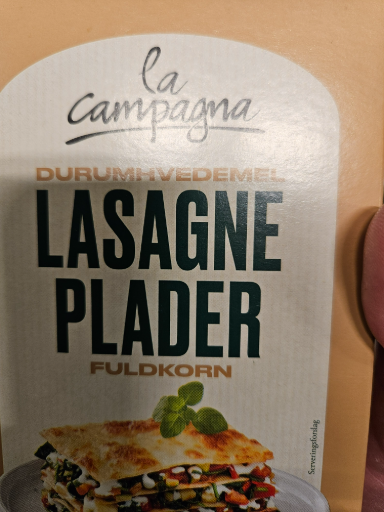 la
campagna
DURUMHVEDEMEL
LASAGNE
PLADER
FULDKORN
Serveringsforslag